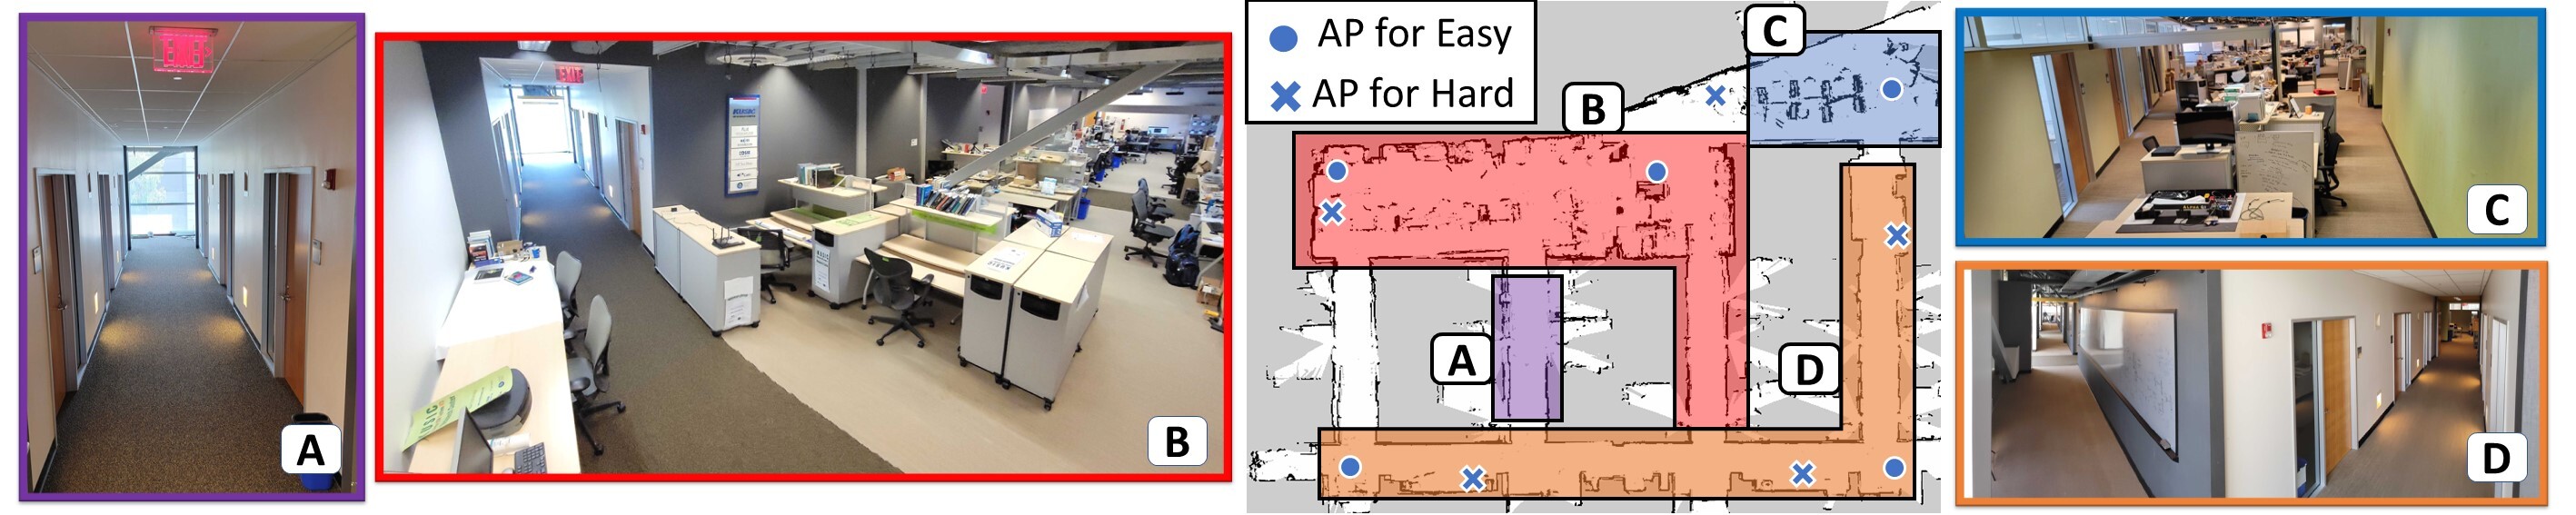 EXIT
A
EXIT
B
AP for Easy
AP for Hard
C
B
A
D
C
D